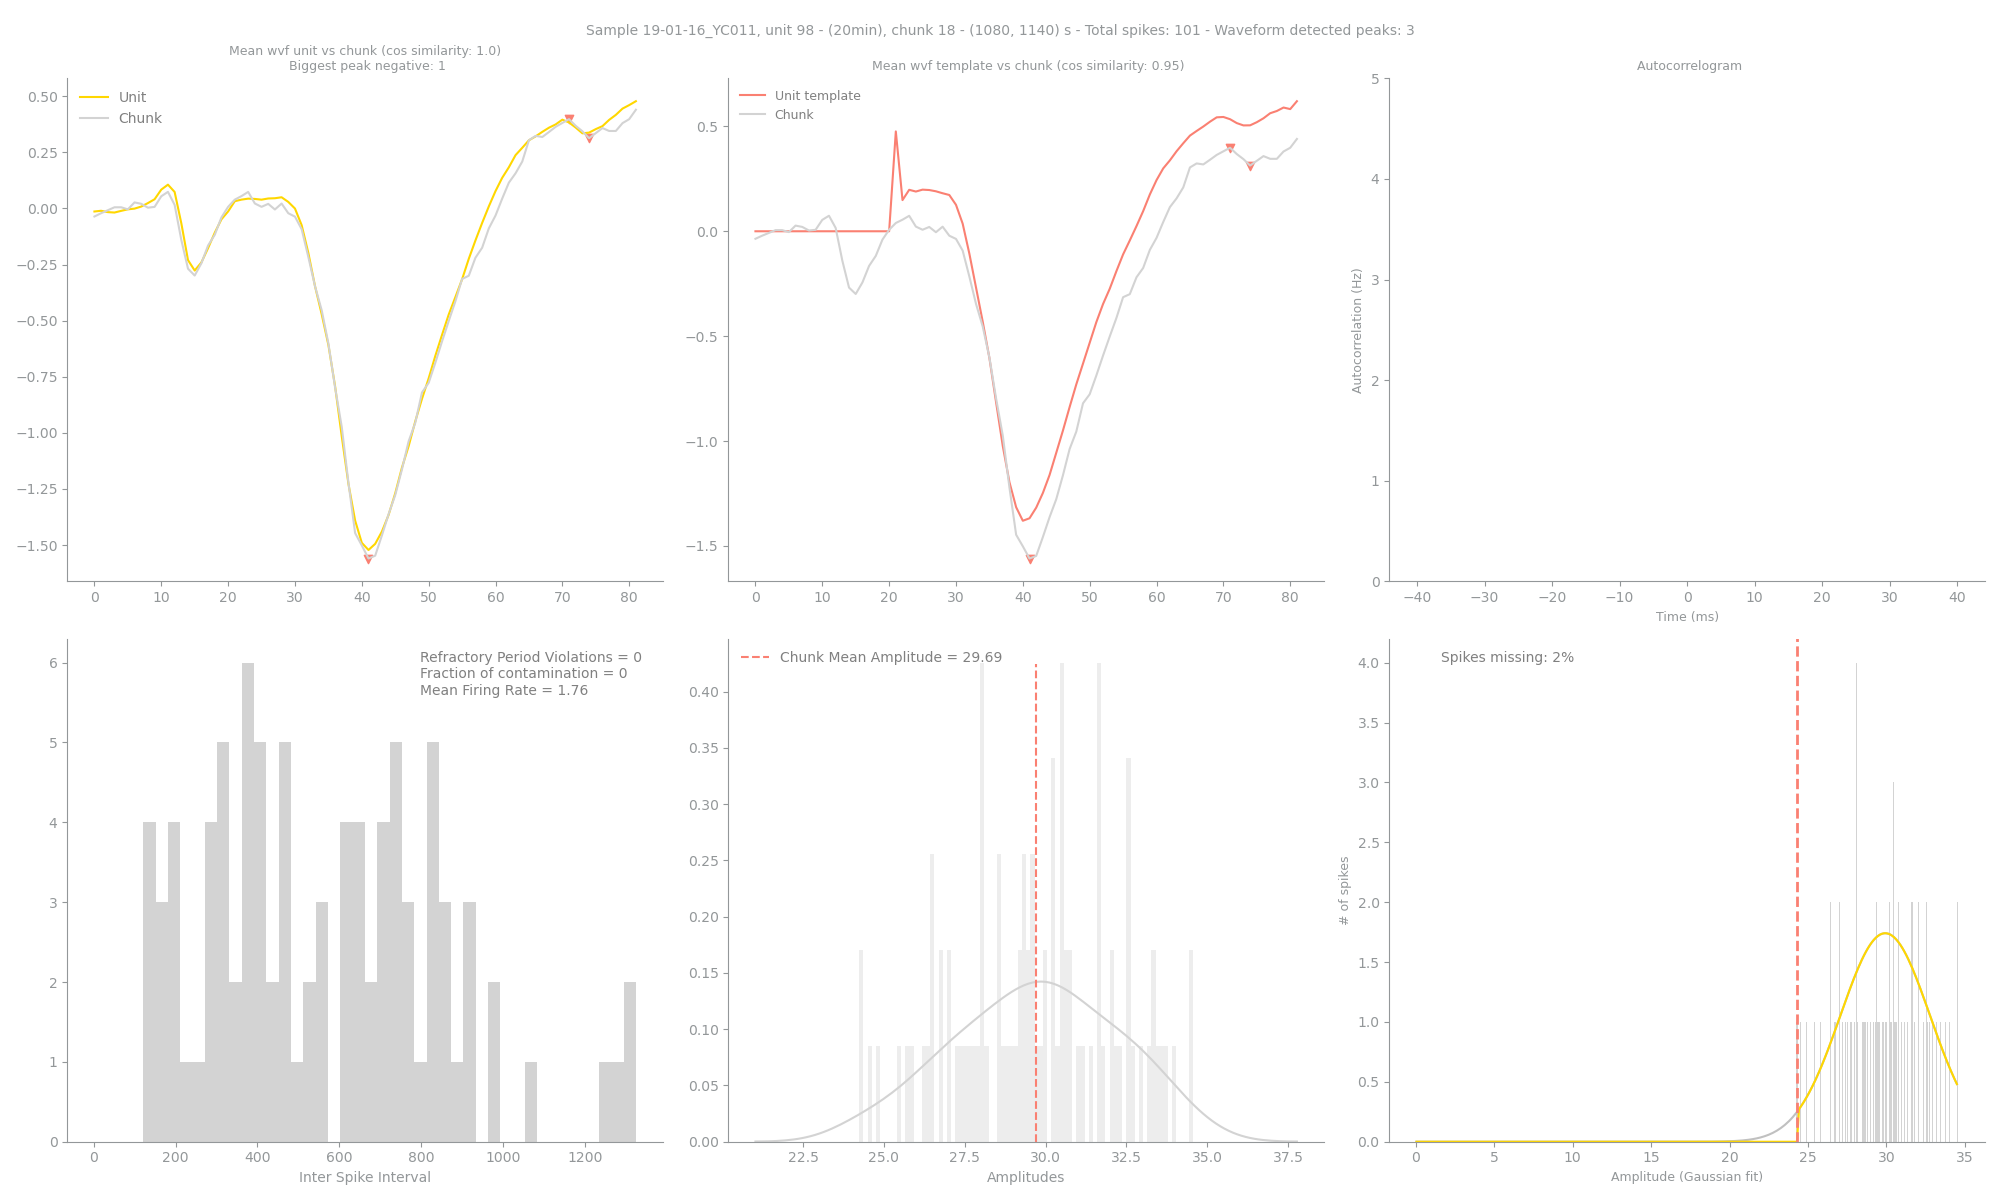 Sample 19-01-16_YC011, unit 98 - (20min), chunk 18 - (1080, 1140) s - Total spikes: 101 - Waveform detected peaks: 3
Mean wvf unit vs chunk (cos similarity: 1.0)
Biggest peak negative: 1
Unit
Chunk
0.50
0.25
0.00
−0.25
−0.50
−0.75
−1.00
−1.25
−1.50
0 10 20 30 40 50 60 70 80
Mean wvf template vs chunk (cos similarity: 0.95)
Unit template
Chunk
0.5
0.0
−0.5
−1.0
−1.5
0 10 20 30 40 50 60 70 80
Autocorrelogram
Autocorrelation (Hz)
5
4
3
2
1
0
−40 −30 −20 −10 0 10 20 30 40
Time (ms)
Refractory Period Violations = 0
Fraction of contamination = 0
Mean Firing Rate = 1.76
6
5
4
3
2
1
0
0 200 400 600 800 1000 1200
Inter Spike Interval
Chunk Mean Amplitude = 29.69
0.40
0.35
0.30
0.25
0.20
0.15
0.10
0.05
0.00
22.5 25.0 27.5 30.0 32.5 35.0 37.5
Amplitudes
Spikes missing: 2%
# of spikes
4.0
3.5
3.0
2.5
2.0
1.5
1.0
0.5
0.0
0 5 10 15 20 25 30 35
Amplitude (Gaussian fit)